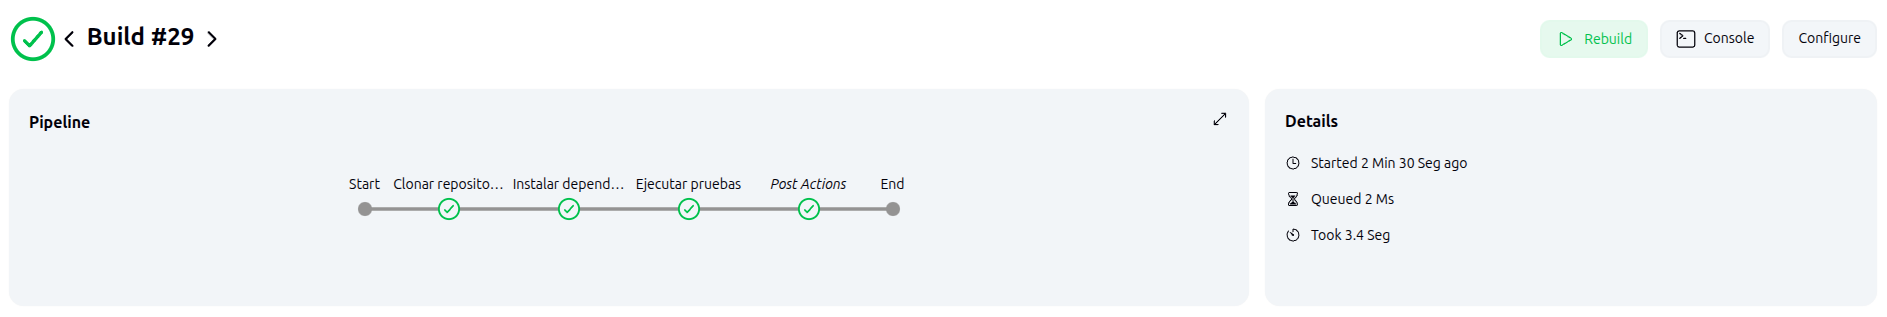 Build #29
Rebuild
Console
Configure
Pipeline
Start
Clonar reposito...
Instalar depend...
Ejecutar pruebas
Post Actions
End
Details
Started 2 Min 30 Seg ago
Queued 2 Ms
Took 3.4 Seg